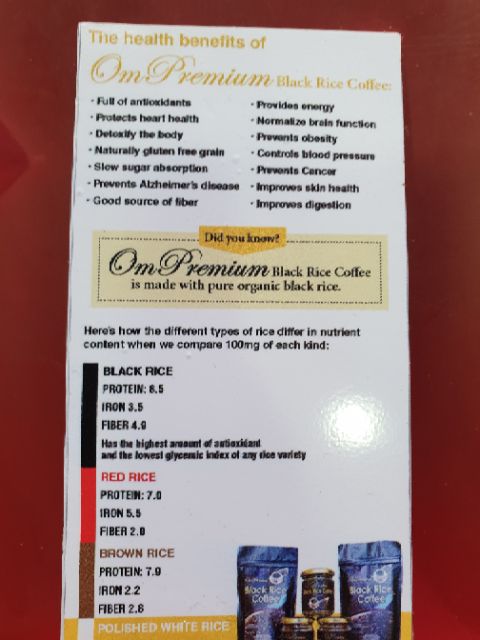 The health benefits of
Om Premium Black Rice Coffee:
· Full of antioxidants
· Protects heart health
· Detoxify the body
· Naturally gluten free grain
· Slow sugar absorption
· Prevents Alzheimer's disease
· Good source of fiber
· Provides energy
· Normalize brain function
· Prevents obesity
· Controls blood pressure
· Prevents Cancer
· Improves skin health
· Improves digestion
Did you know?
Om Premium Black Rice Coffee
is made with pure organic black rice.
Here's how the different types of rice differ in nutrient
content when we compare 100mg of each kind:
BLACK RICE
PROTEIN: 8.5
IRON 3.5
FIBER 4.9
Has the highest amount of antioxidant
and the lowest glycemic index of any rice variety
RED RICE
PROTEIN: 7.0
IRON 5.5
FIBER 2.0
BROWN RICE
PROTEIN: 7.9
IRON 2.2
FIBER 2.8
POLISHED WHITE RICE
Black Rice
Coffee
Black Rice
Coffee